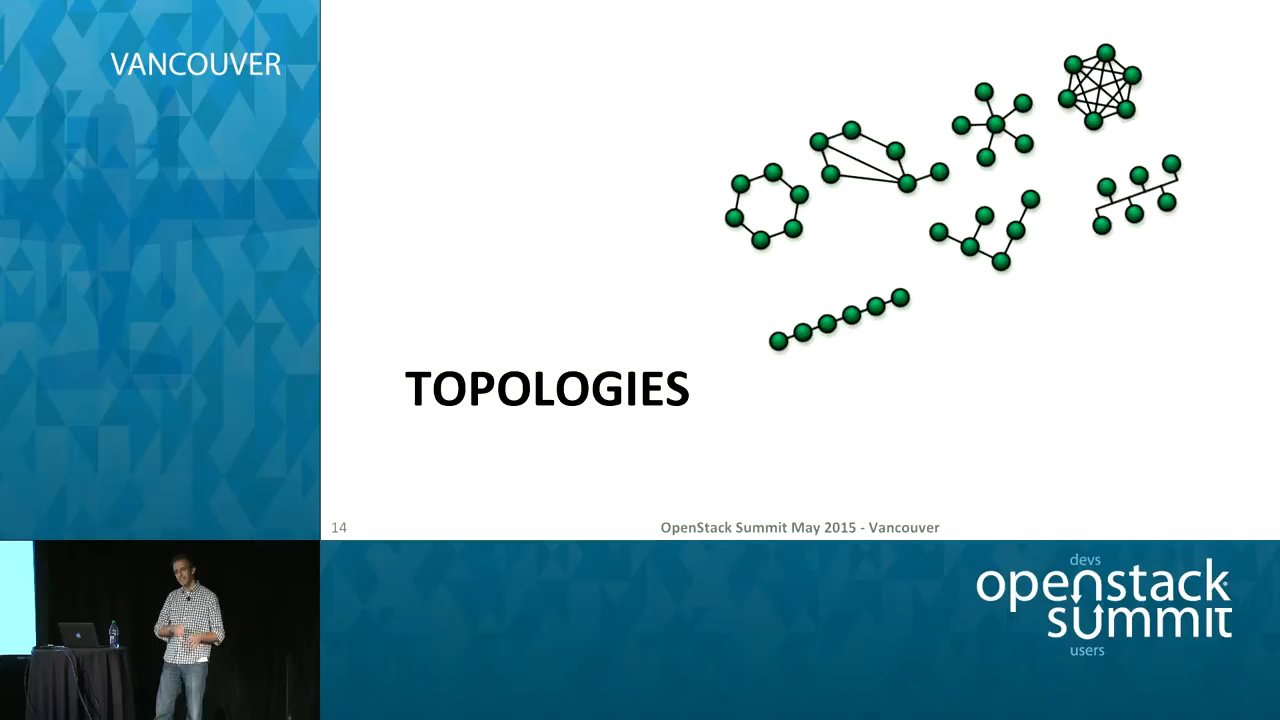 VANCOUVER
TOPOLOGIES
14
OpenStack Summit May 2015 - Vancouver
devs
openstack
summit
users